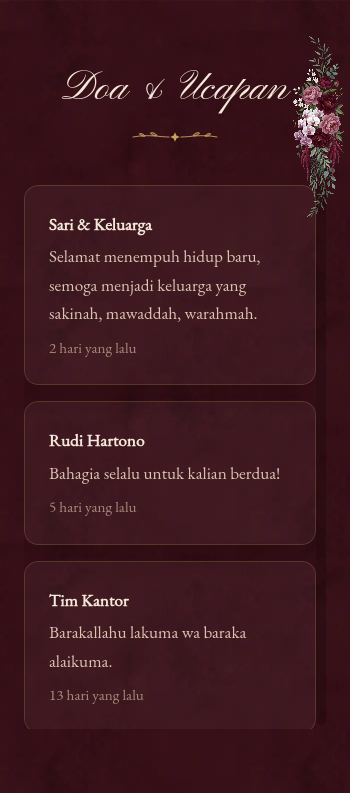 Doa & Ucapan
Sari & Keluarga
Selamat menempuh hidup baru,
semoga menjadi keluarga yang
sakinah, mawaddah, warahmah.
2 hari yang lalu
Rudi Hartono
Bahagia selalu untuk kalian berdua!
5 hari yang lalu
Tim Kantor
Barakallahu lakuma wa baraka
alaikuma.
13 hari yang lalu